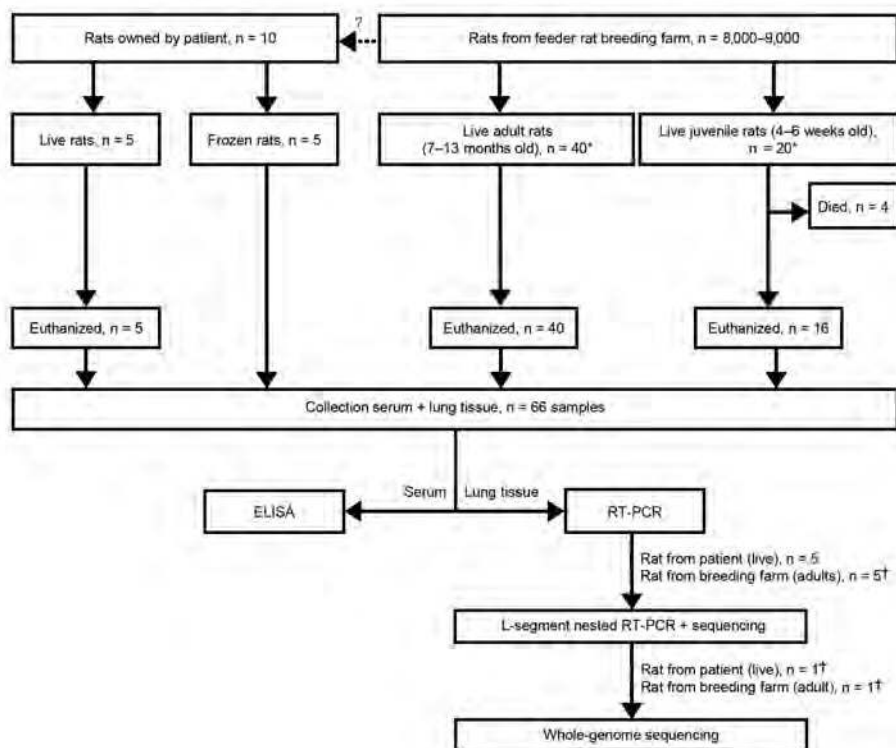 ?
Rats owned by patient, n = 10
Rats from feeder rat breeding farm, n = 8,000–9,000
Live rats, n = 5
Frozen rats, n = 5
Live adult rats
(7–13 months old), n = 40*
Live juvenile rats (4–6 weeks old),
n = 20*
Died, n = 4
Euthanized, n = 5
Euthanized, n = 40
Euthanized, n = 16
Collection serum + lung tissue, n = 66 samples
Serum
Lung tissue
ELISA
RT-PCR
Rat from patient (live), n = 5
Rat from breeding farm (adults), n = 5†
L-segment nested RT-PCR + sequencing
Rat from patient (live), n = 1†
Rat from breeding farm (adult), n = 1†
Whole-genome sequencing